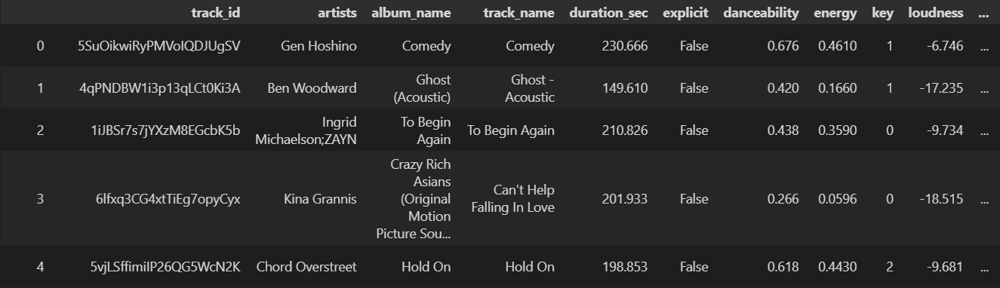 track_id artists album_name track_name duration_sec explicit danceability energy key loudness ...
0 5SuOikwiRyPMVoIQDJUgSV Gen Hoshino Comedy Comedy 230.666 False 0.676 0.4610 1 -6.746 ...
Ghost Ghost -
1 4qPNDBW1i3p13qLCt0Ki3A Ben Woodward 149.610 False 0.420 0.1660 1 -17.235 ...
(Acoustic) Acoustic
Ingrid To Begin
2 1iJBSr7s7jYXzM8EGcbK5b To Begin Again 210.826 False 0.438 0.3590 0 -9.734 ...
Michaelson;ZAYN Again
Crazy Rich
Asians Can't Help
3 6lfxq3CG4xtTiEg7opyCyx Kina Grannis (Original 201.933 False 0.266 0.0596 0 -18.515 ...
Motion Falling In Love
Picture Sou...
4 5vjLSffimiIP26QG5WcN2K Chord Overstreet Hold On Hold On 198.853 False 0.618 0.4430 2 -9.681 ...